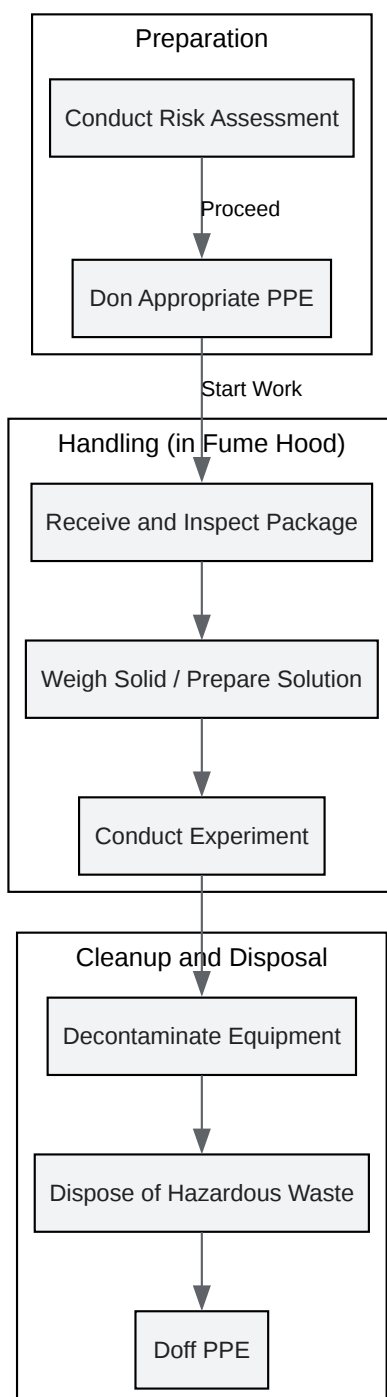 Preparation
Conduct Risk Assessment
Proceed
Don Appropriate PPE
Start Work
Handling (in Fume Hood)
Receive and Inspect Package
Weigh Solid / Prepare Solution
Conduct Experiment
Cleanup and Disposal
Decontaminate Equipment
Dispose of Hazardous Waste
Doff PPE